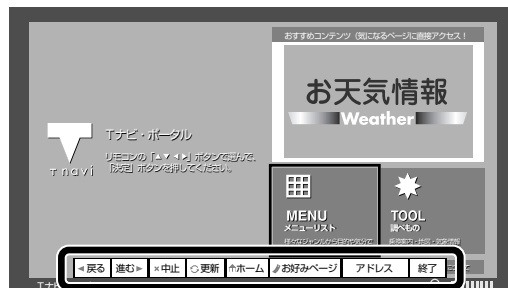 おすすめコンテンツ（気になるページに直接アクセス！
お天気情報
Weather
Tナビ・ポータル
リモコンの「▲▼◀▶」ボタンで選んで、
「決定」ボタンを押してください。
T navi
MENU
メニューリスト
TOOL
調べもの
◀戻る 進む▶ ×中止 更新 ホーム お好みページ アドレス 終了